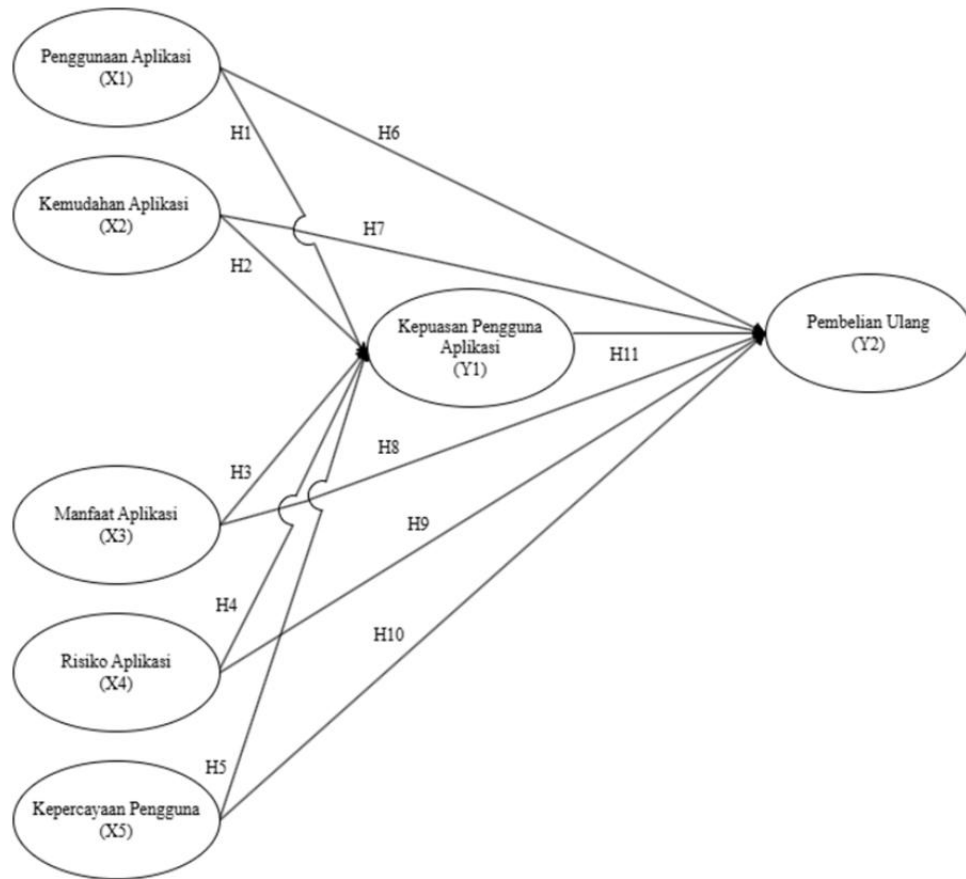 Penggunaan Aplikasi
(X1)
H1
H6
Kemudahan Aplikasi
(X2)
H7
H2
Kepuasan Pengguna
Aplikasi
(Y1)
Pembelian Ulang
(Y2)
H11
H8
H3
Manfaat Aplikasi
(X3)
H9
H4
H10
Risiko Aplikasi
(X4)
H5
Kepercayaan Pengguna
(X5)